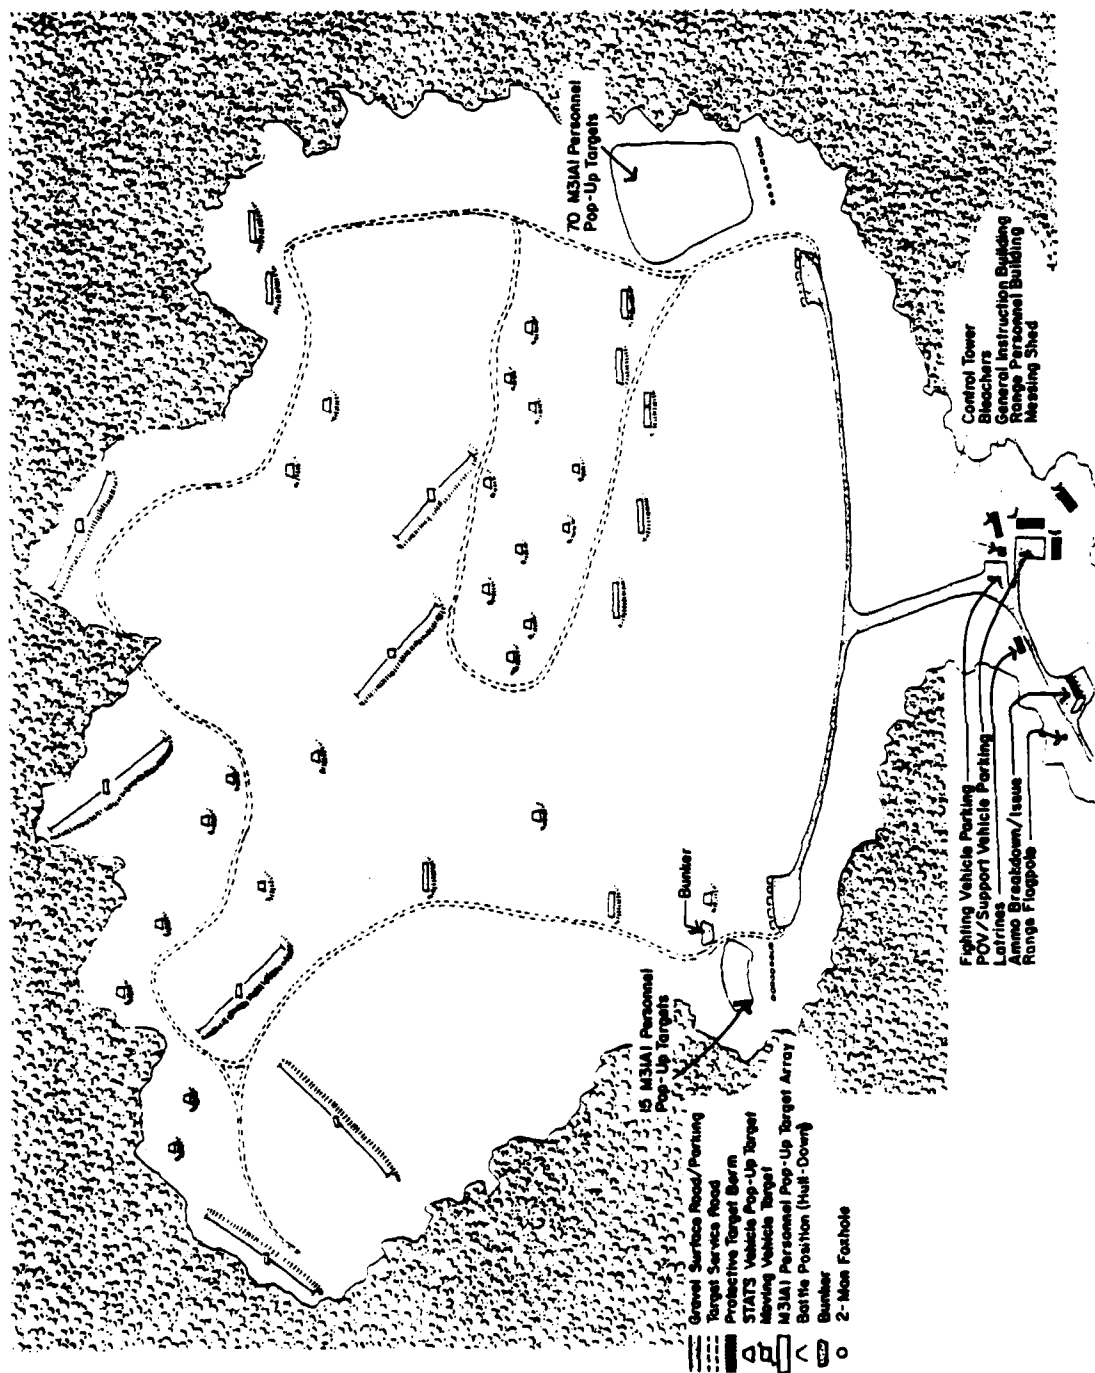 70 M31A1 Personnel
Pop-Up Targets
Control Tower
Bleachers
General Instruction Building
Range Personnel Building
Messing Shed
Bunker
15 M31A1 Personnel
Pop-Up Targets
Fighting Vehicle Parking
POV/Support Vehicle Parking
Latrines
Ammo Breakdown/Issue
Range Flagpole
Gravel Surface Road/Parking
Target Service Road
Protective Target Berm
STATS Vehicle Pop-Up Target
Moving Vehicle Target
M31A1 Personnel Pop-Up Target Array
Battle Position (Hull-Down)
Bunker
2-Man Foxhole